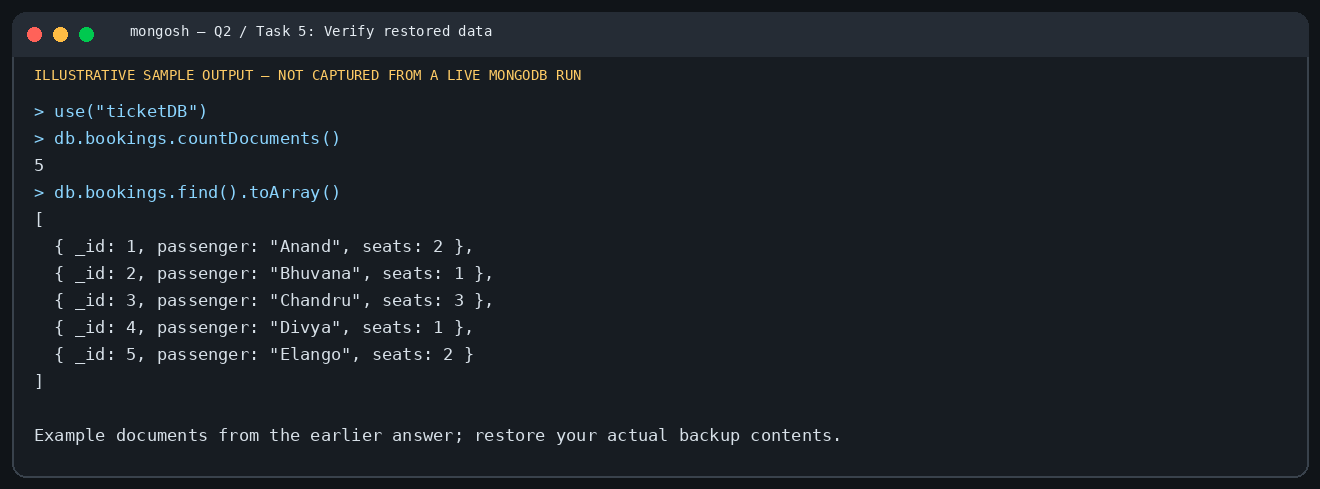 mongosh — Q2 / Task 5: Verify restored data
ILLUSTRATIVE SAMPLE OUTPUT — NOT CAPTURED FROM A LIVE MONGODB RUN
> use("ticketDB")
> db.bookings.countDocuments()
5
> db.bookings.find().toArray()
[
  { _id: 1, passenger: "Anand", seats: 2 },
  { _id: 2, passenger: "Bhuvana", seats: 1 },
  { _id: 3, passenger: "Chandru", seats: 3 },
  { _id: 4, passenger: "Divya", seats: 1 },
  { _id: 5, passenger: "Elango", seats: 2 }
]
Example documents from the earlier answer; restore your actual backup contents.